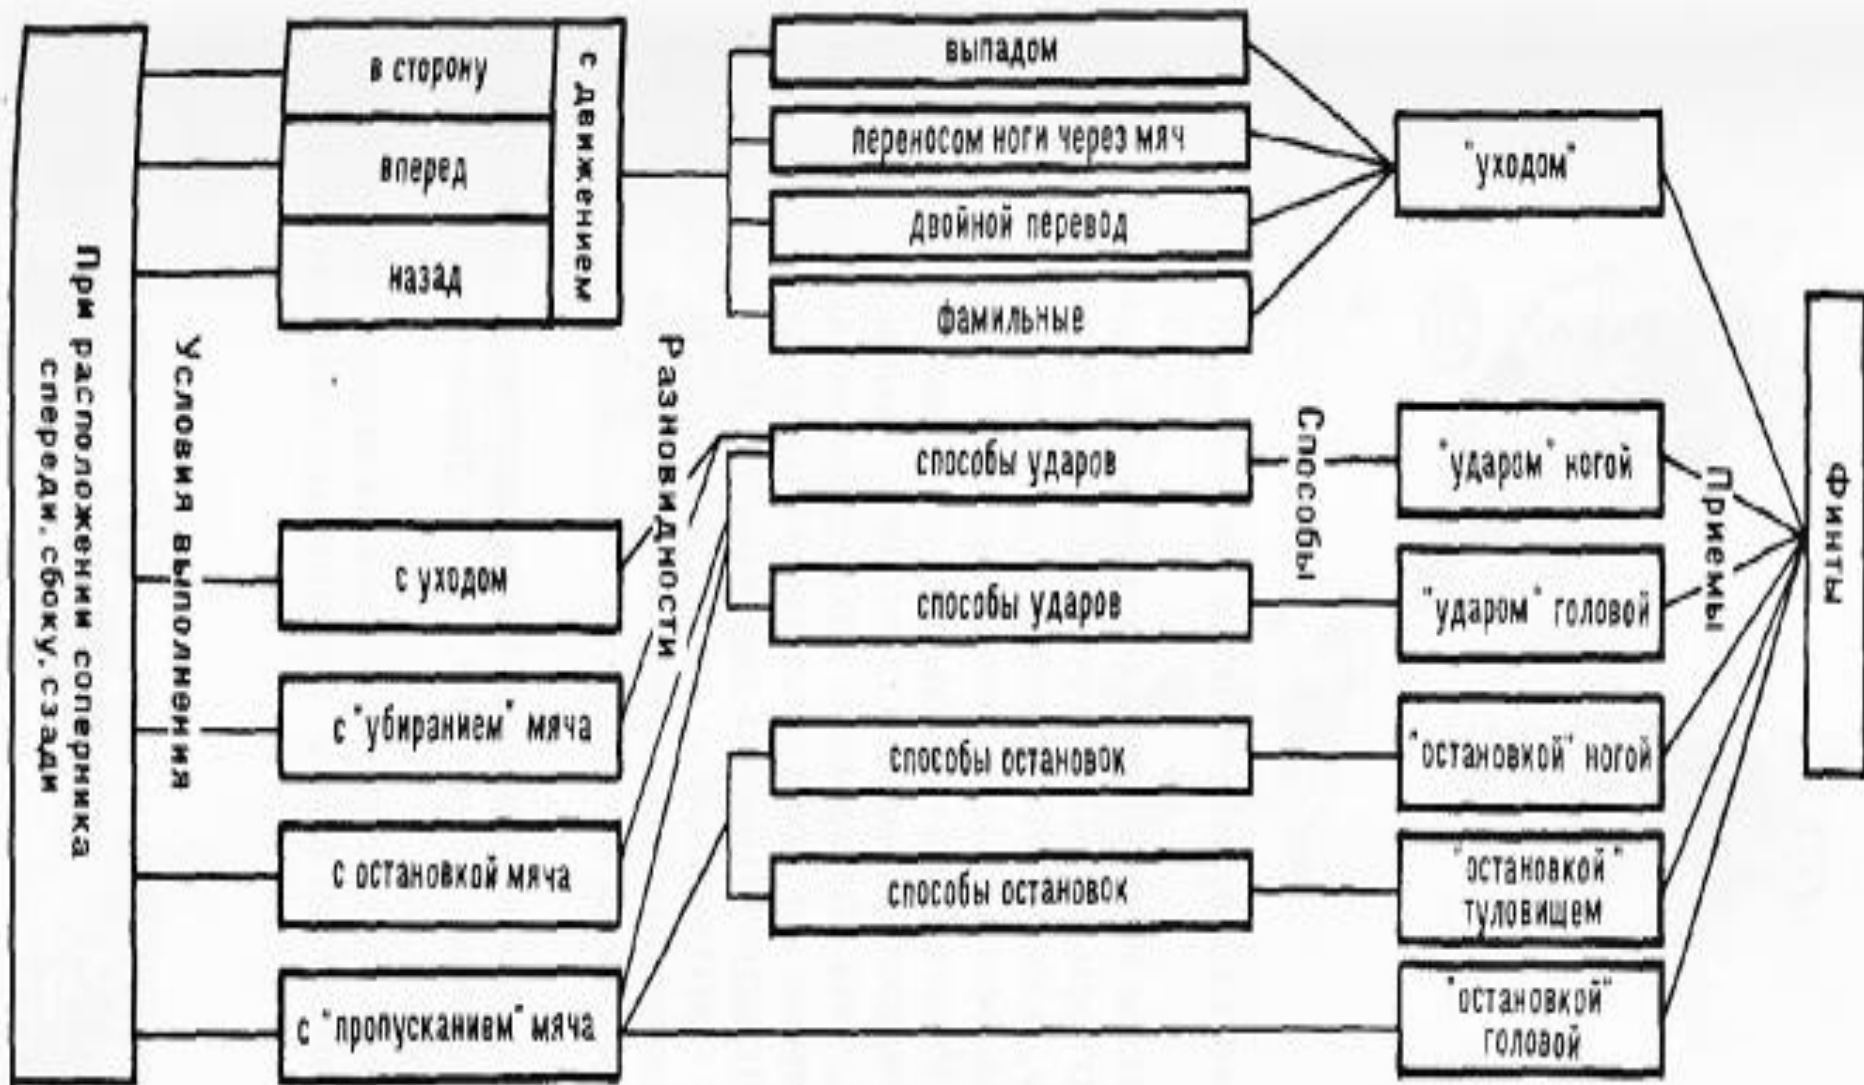 При расположении соперника
спереди, сбоку, сзади
Условия выполнения
в сторону
вперед
назад
с движением
с уходом
с "убиранием" мяча
с остановкой мяча
с "пропусканием" мяча
Разновидности
выпадом
переносом ноги через мяч
двойной перевод
фамильные
способы ударов
способы ударов
способы остановок
способы остановок
Способы
"уходом"
"ударом" ногой
"ударом" головой
"остановкой" ногой
"остановкой"
туловищем
"остановкой"
головой
Приемы
Финты